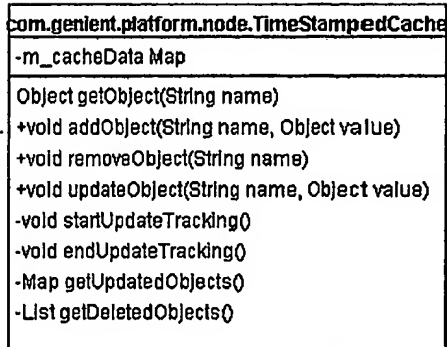 com.genient.platform.node.TimeStampedCache
-m_cacheData Map
Object getObject(String name)
+void addObject(String name, Object value)
+void removeObject(String name)
+void updateObject(String name, Object value)
-void startUpdateTracking()
-void endUpdateTracking()
-Map getUpdatedObjects()
-List getDeletedObjects()